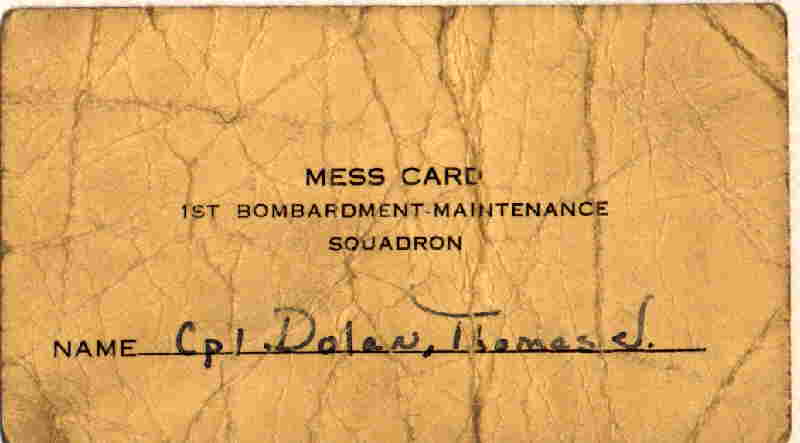 MESS CARD
1ST BOMBARDMENT-MAINTENANCE
SQUADRON
NAME Cpl. Dolan, Thomas J.